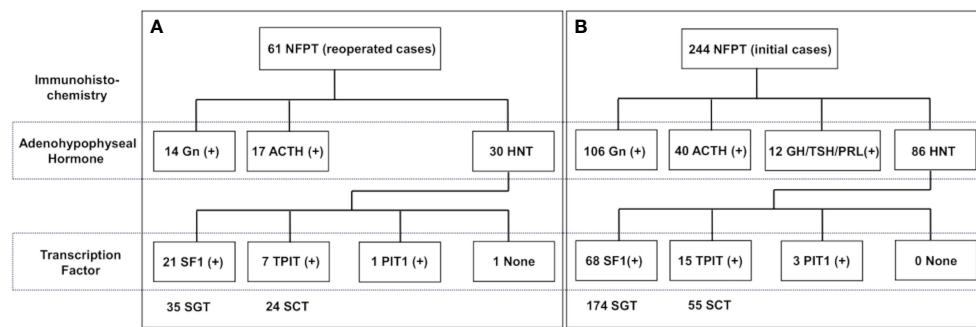 A
61 NFPT (reoperated cases)
B
244 NFPT (initial cases)
Immunohisto-
chemistry
Adenohypophyseal
Hormone
14 Gn (+)
17 ACTH (+)
30 HNT
106 Gn (+)
40 ACTH (+)
12 GH/TSH/PRL(+)
86 HNT
Transcription
Factor
21 SF1 (+)
7 TPIT (+)
1 PIT1 (+)
1 None
68 SF1(+)
15 TPIT (+)
3 PIT1 (+)
0 None
35 SGT
24 SCT
174 SGT
55 SCT